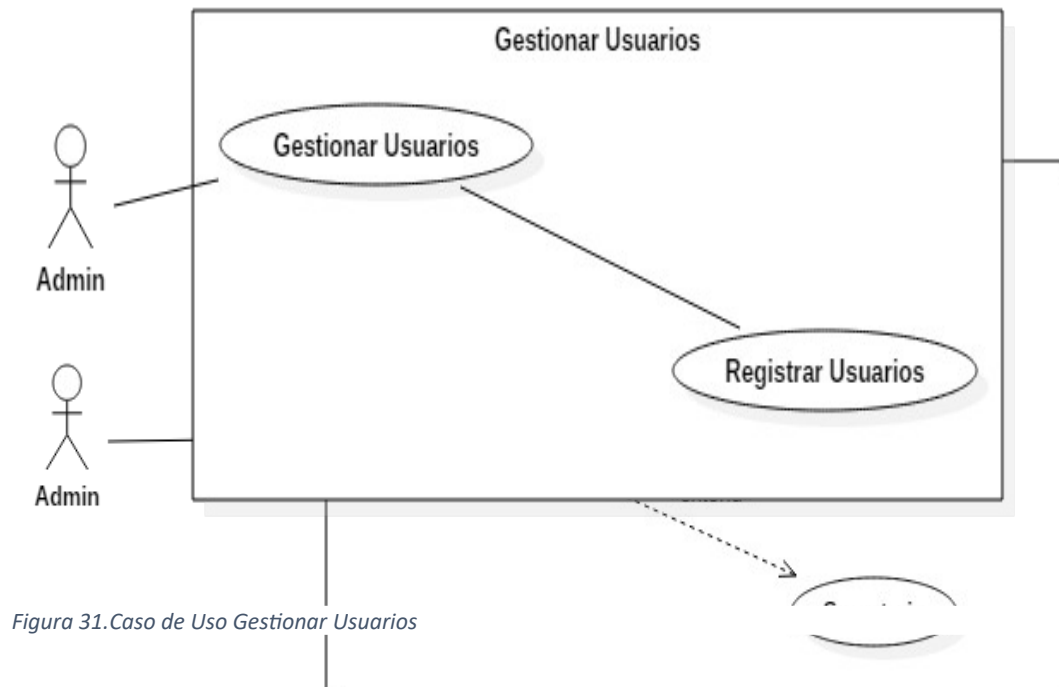 Gestionar Usuarios
Gestionar Usuarios
Admin
Registrar Usuarios
Admin
Figura 31.Caso de Uso Gestionar Usuarios